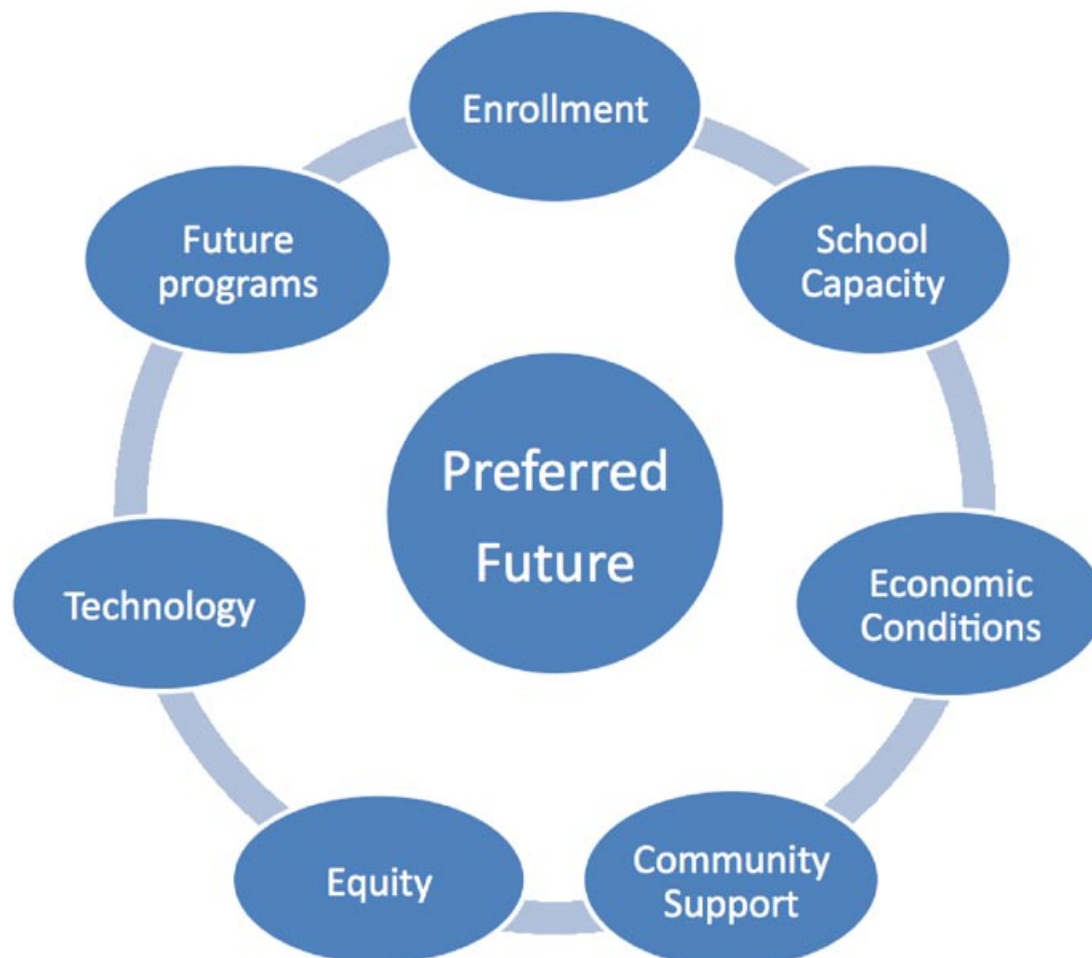 Enrollment
School
Capacity
Economic
Conditions
Community
Support
Equity
Technology
Future
programs
Preferred
Future